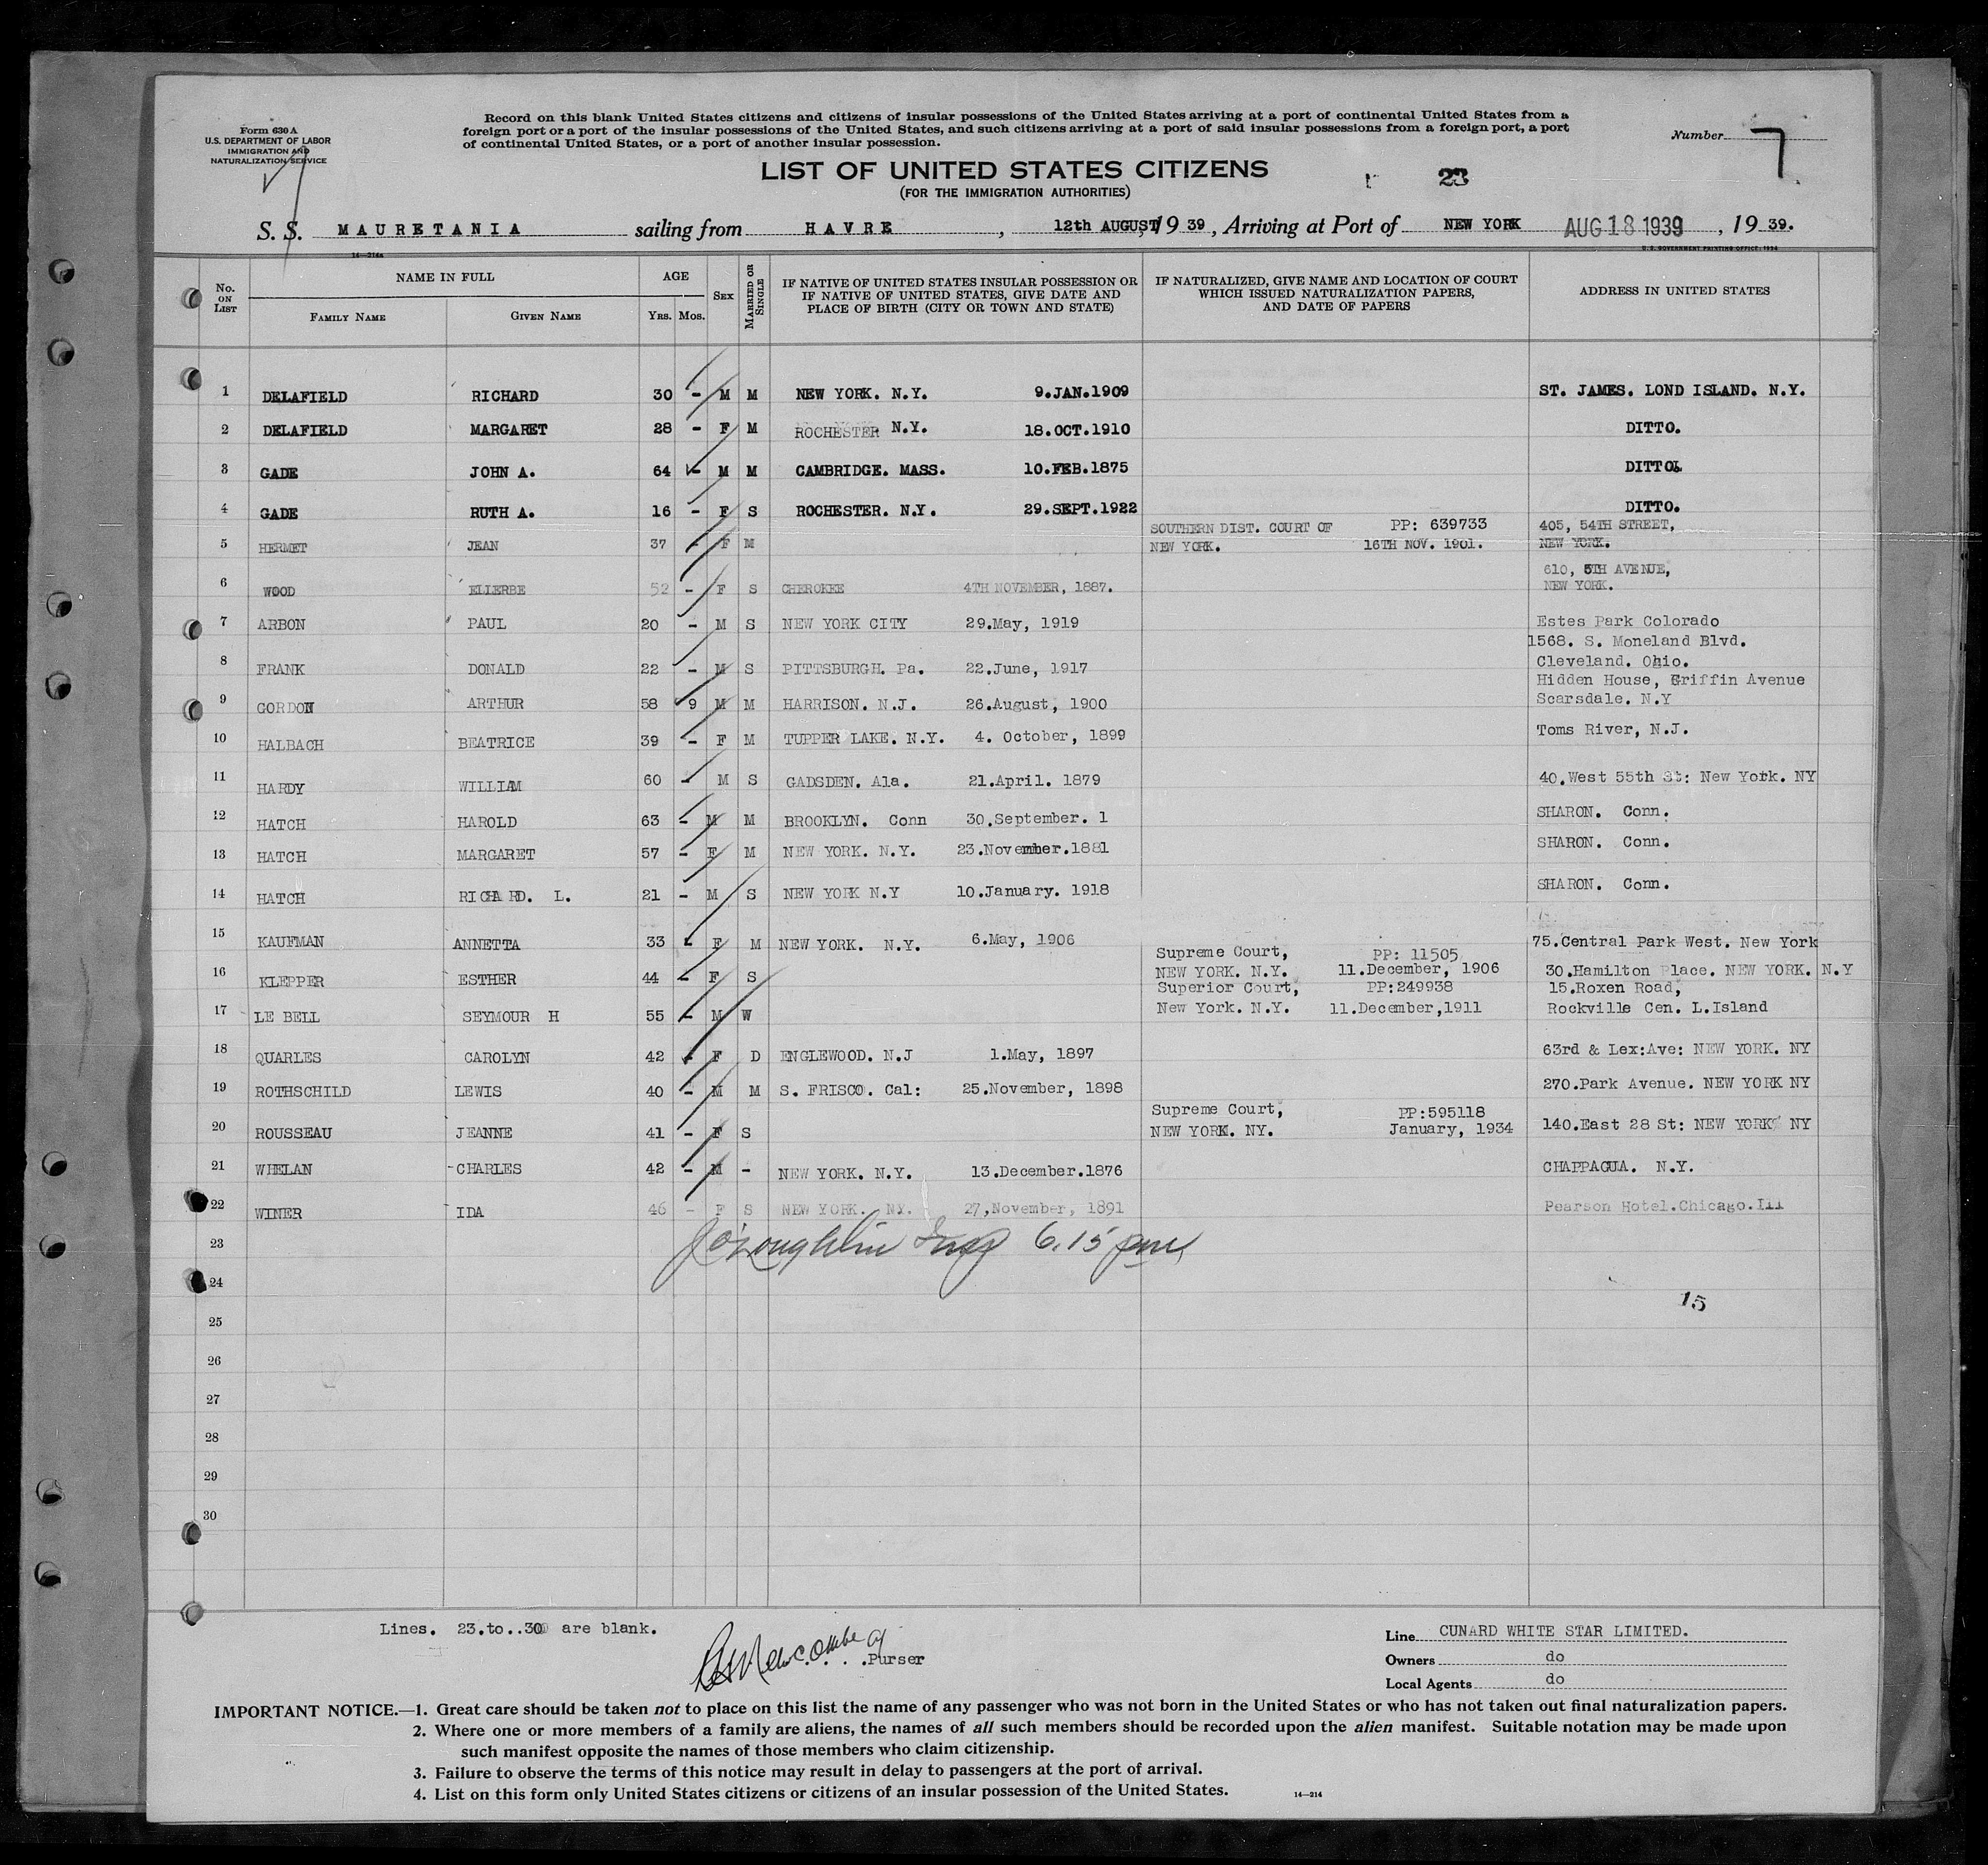 Form 630 A
U.S. DEPARTMENT OF LABOR
IMMIGRATION AND
NATURALIZATION SERVICE
Record on this blank United States citizens and citizens of insular possessions of the United States arriving at a port of continental United States from a
foreign port or a port of the insular possessions of the United States, and such citizens arriving at a port of said insular possessions from a foreign port, a port
of continental United States, or a port of another insular possession.
Number 7
LIST OF UNITED STATES CITIZENS
(FOR THE IMMIGRATION AUTHORITIES)
23
S. S. MAURETANIA sailing from HAVRE, 12th AUGUST, 19 39, Arriving at Port of NEW YORK AUG 18 1939, 19 39.
14—214a
U. S. GOVERNMENT PRINTING OFFICE: 1934
No. ON LIST NAME IN FULL AGE SEX MARRIED OR SINGLE IF NATIVE OF UNITED STATES INSULAR POSSESSION OR IF NATIVE OF UNITED STATES, GIVE DATE AND PLACE OF BIRTH (CITY OR TOWN AND STATE) IF NATURALIZED, GIVE NAME AND LOCATION OF COURT WHICH ISSUED NATURALIZATION PAPERS, AND DATE OF PAPERS ADDRESS IN UNITED STATES
FAMILY NAME GIVEN NAME YRS. MOS.
1 DELAFIELD RICHARD 30 - M M NEW YORK. N.Y. 9.JAN.1909 ST. JAMES. LOND ISLAND. N.Y.
2 DELAFIELD MARGARET 28 - F M ROCHESTER N.Y. 18.OCT.1910 DITTO.
3 GADE JOHN A. 64 - M M CAMBRIDGE. MASS. 10.FEB.1875 DITTO.
4 GADE RUTH A. 16 - F S ROCHESTER. N.Y. 29.SEPT.1922 DITTO.
SOUTHERN DIST. COURT OF PP: 639733 405, 54TH STREET,
5 HERMET JEAN 37 - F M NEW YORK. 16TH NOV. 1901. NEW YORK.
610, 5TH AVENUE,
6 WOOD ELLERBE 52 - F S CHEROKEE 4TH NOVEMBER, 1887. NEW YORK.
7 ARBON PAUL 20 - M S NEW YORK CITY 29.May, 1919 Estes Park Colorado
1568. S. Moneland Blvd.
8 FRANK DONALD 22 - M S PITTSBURGH. Pa. 22.June, 1917 Cleveland. Ohio.
Hidden House, Griffin Avenue
9 GORDON ARTHUR 58 9 M M HARRISON. N.J. 26.August, 1900 Scarsdale. N.Y
10 HALBACH BEATRICE 39 - F M TUPPER LAKE. N.Y. 4. October, 1899 Toms River, N.J.
11 HARDY WILLIAM 60 - M S GADSDEN. Ala. 21.April. 1879 40.West 55th St: New York. NY
12 HATCH HAROLD 63 - M M BROOKLYN. Conn 30.September. 1 SHARON. Conn.
13 HATCH MARGARET 57 - F M NEW YORK. N.Y. 23.November.1881 SHARON. Conn.
14 HATCH RICHARD. L. 21 - M S NEW YORK N.Y 10.January. 1918 SHARON. Conn.
15 KAUFMAN ANNETTA 33 - F M NEW YORK. N.Y. 6.May, 1906 75.Central Park West. New York
Supreme Court, PP: 11505
16 KLEPPER ESTHER 44 - F S NEW YORK. N.Y. 11.December, 1906 30.Hamilton Place. NEW YORK. N.Y
Superior Court, PP:249938 15.Roxen Road,
17 LE BELL SEYMOUR H 55 - M W New York. N.Y. 11.December,1911 Rockville Cen. L.Island
18 QUARLES CAROLYN 42 - F D ENGLEWOOD. N.J 1.May, 1897 63rd & Lex:Ave: NEW YORK. NY
19 ROTHSCHILD LEWIS 40 - M M S. FRISCO. Cal: 25.November, 1898 270.Park Avenue. NEW YORK NY
Supreme Court, PP:595118
20 ROUSSEAU JEANNE 41 - F S NEW YORK. NY. January, 1934 140.East 28 St: NEW YORK NY
21 WHELAN CHARLES 42 - M - NEW YORK. N.Y. 13.December.1876 CHAPPAGUA. N.Y.
22 WINER IDA 46 - F S NEW YORK. NY. 27,November, 1891 Pearson Hotel.Chicago.Ill
23 J O'Loughlin Insp 6.15 pm
24
15
25
26
27
28
29
30
Lines. 23.to..30 are blank.
Purser
Line CUNARD WHITE STAR LIMITED.
Owners do
Local Agents do
IMPORTANT NOTICE.—1. Great care should be taken not to place on this list the name of any passenger who was not born in the United States or who has not taken out final naturalization papers.
2. Where one or more members of a family are aliens, the names of all such members should be recorded upon the alien manifest. Suitable notation may be made upon
such manifest opposite the names of those members who claim citizenship.
3. Failure to observe the terms of this notice may result in delay to passengers at the port of arrival.
4. List on this form only United States citizens or citizens of an insular possession of the United States.
14—214